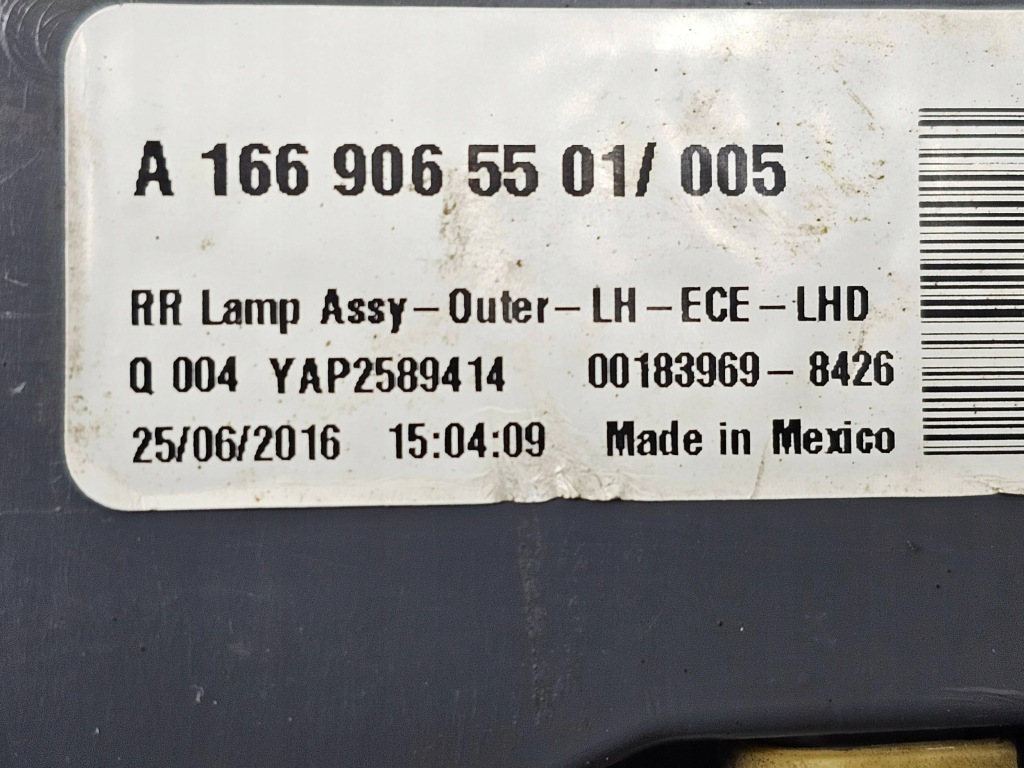 A 166 906 55 01/ 005
RR Lamp Assy-Outer-LH-ECE-LHD
Q 004 YAP2589414 00183969-8426
25/06/2016 15:04:09 Made in Mexico